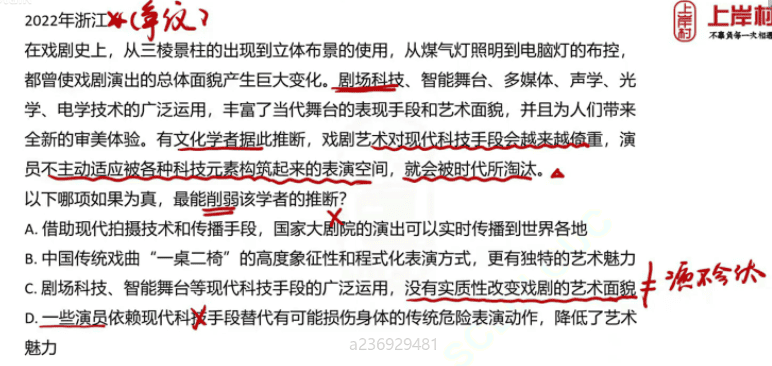 2022年浙江
上岸村
不辜负每一次相遇
在戏剧史上，从三棱景柱的出现到立体布景的使用，从煤气灯照明到电脑灯的布控，
都曾使戏剧演出的总体面貌产生巨大变化。剧场科技、智能舞台、多媒体、声学、光
学、电学技术的广泛运用，丰富了当代舞台的表现手段和艺术面貌，并且为人们带来
全新的审美体验。有文化学者据此推断，戏剧艺术对现代科技手段会越来越倚重，演
员不主动适应被各种科技元素构筑起来的表演空间，就会被时代所淘汰。
以下哪项如果为真，最能削弱该学者的推断？
A. 借助现代拍摄技术和传播手段，国家大剧院的演出可以实时传播到世界各地
B. 中国传统戏曲“一桌二椅”的高度象征性和程式化表演方式，更有独特的艺术魅力
C. 剧场科技、智能舞台等现代科技手段的广泛运用，没有实质性改变戏剧的艺术面貌
D. 一些演员依赖现代科技手段替代有可能损伤身体的传统危险表演动作，降低了艺术
魅力
a236929481